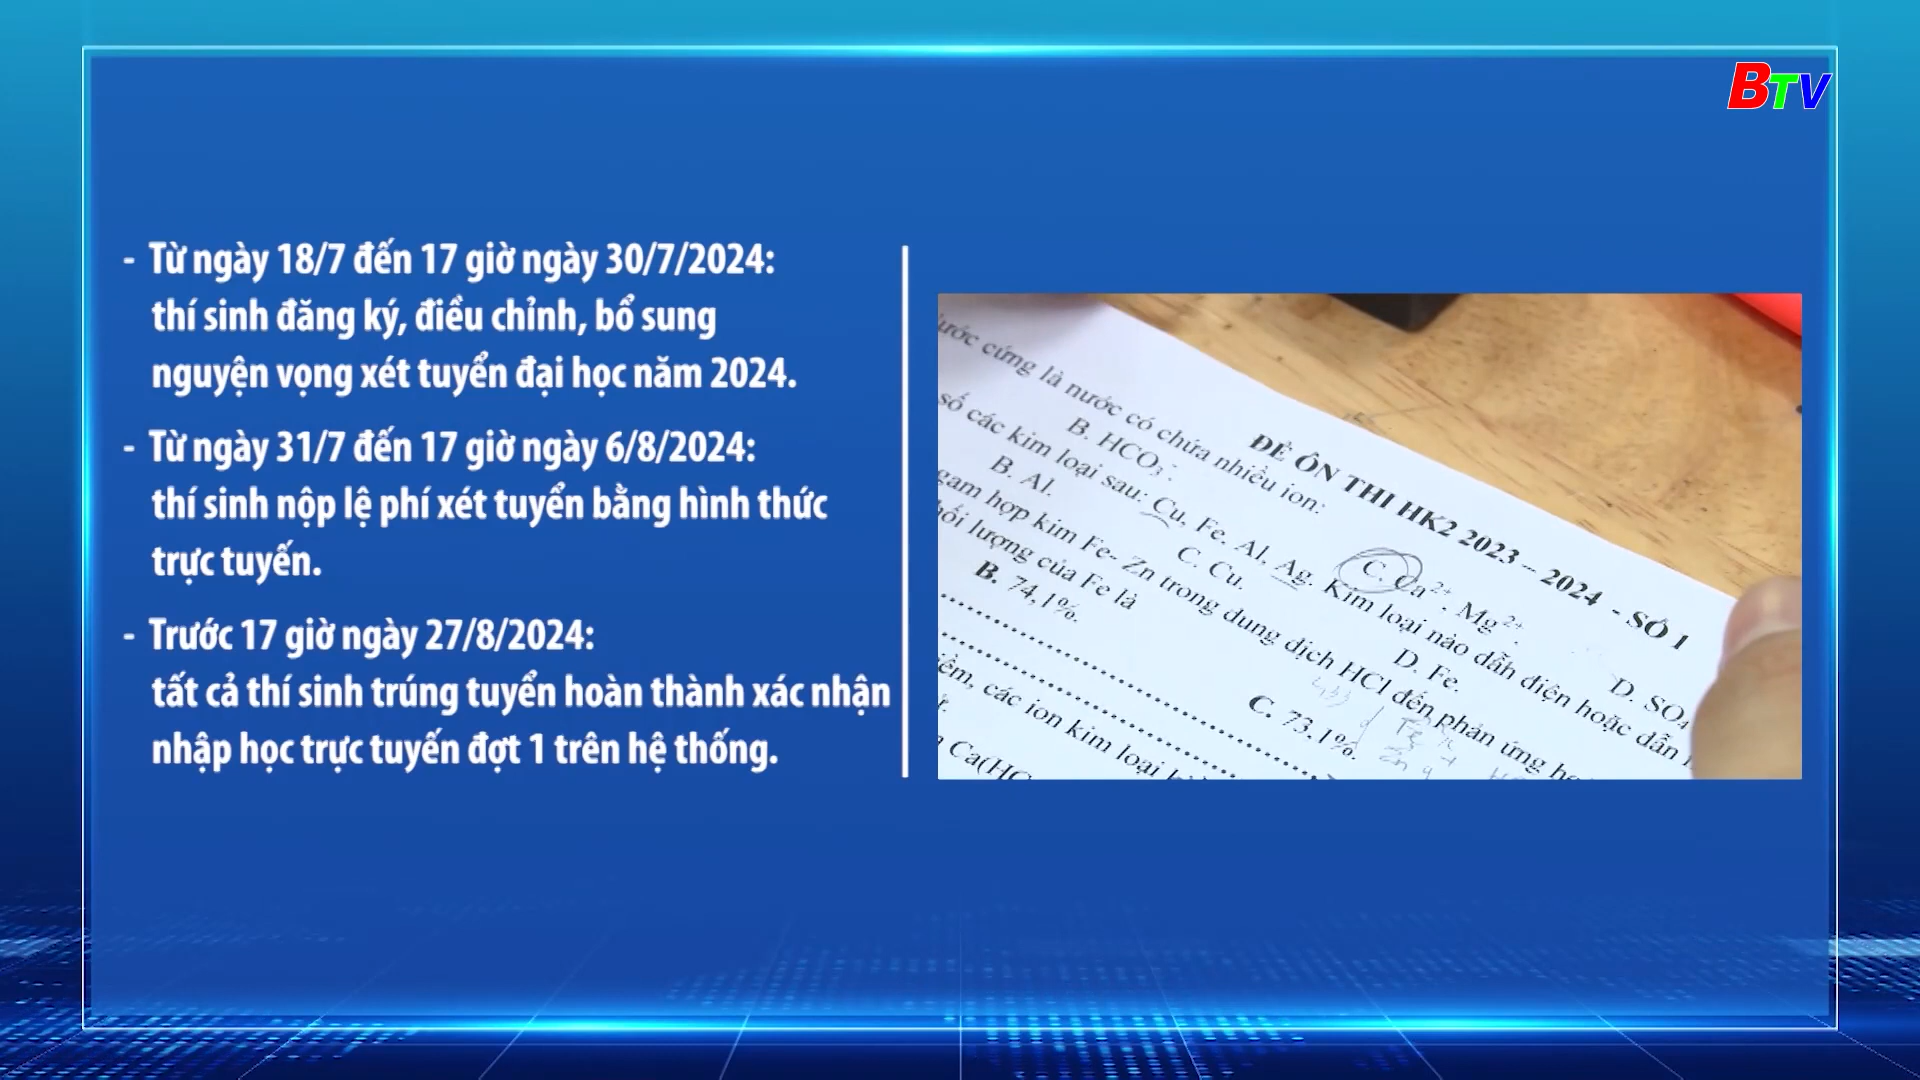 BTV
- Từ ngày 18/7 đến 17 giờ ngày 30/7/2024:
thí sinh đăng ký, điều chỉnh, bổ sung
nguyện vọng xét tuyển đại học năm 2024.
- Từ ngày 31/7 đến 17 giờ ngày 6/8/2024:
thí sinh nộp lệ phí xét tuyển bằng hình thức
trực tuyến.
- Trước 17 giờ ngày 27/8/2024:
tất cả thí sinh trúng tuyển hoàn thành xác nhận
nhập học trực tuyến đợt 1 trên hệ thống.
ĐỀ ÔN THI HK2 2023 – 2024 - SỐ 1
cứng là nước có chứa nhiều ion:
B. HCO₃⁻. C. Ca²⁺, Mg²⁺. D. SO₄
số các kim loại sau: Cu, Fe, Al, Ag. Kim loại nào dẫn điện hoặc dẫn
B. Al. C. Cu. D. Fe.
gam hợp kim Fe- Zn trong dung dịch HCl đến phản ứng
lượng của Fe là
B. 74,1%. C. 73,1%.
các ion kim loại
Ca(HC